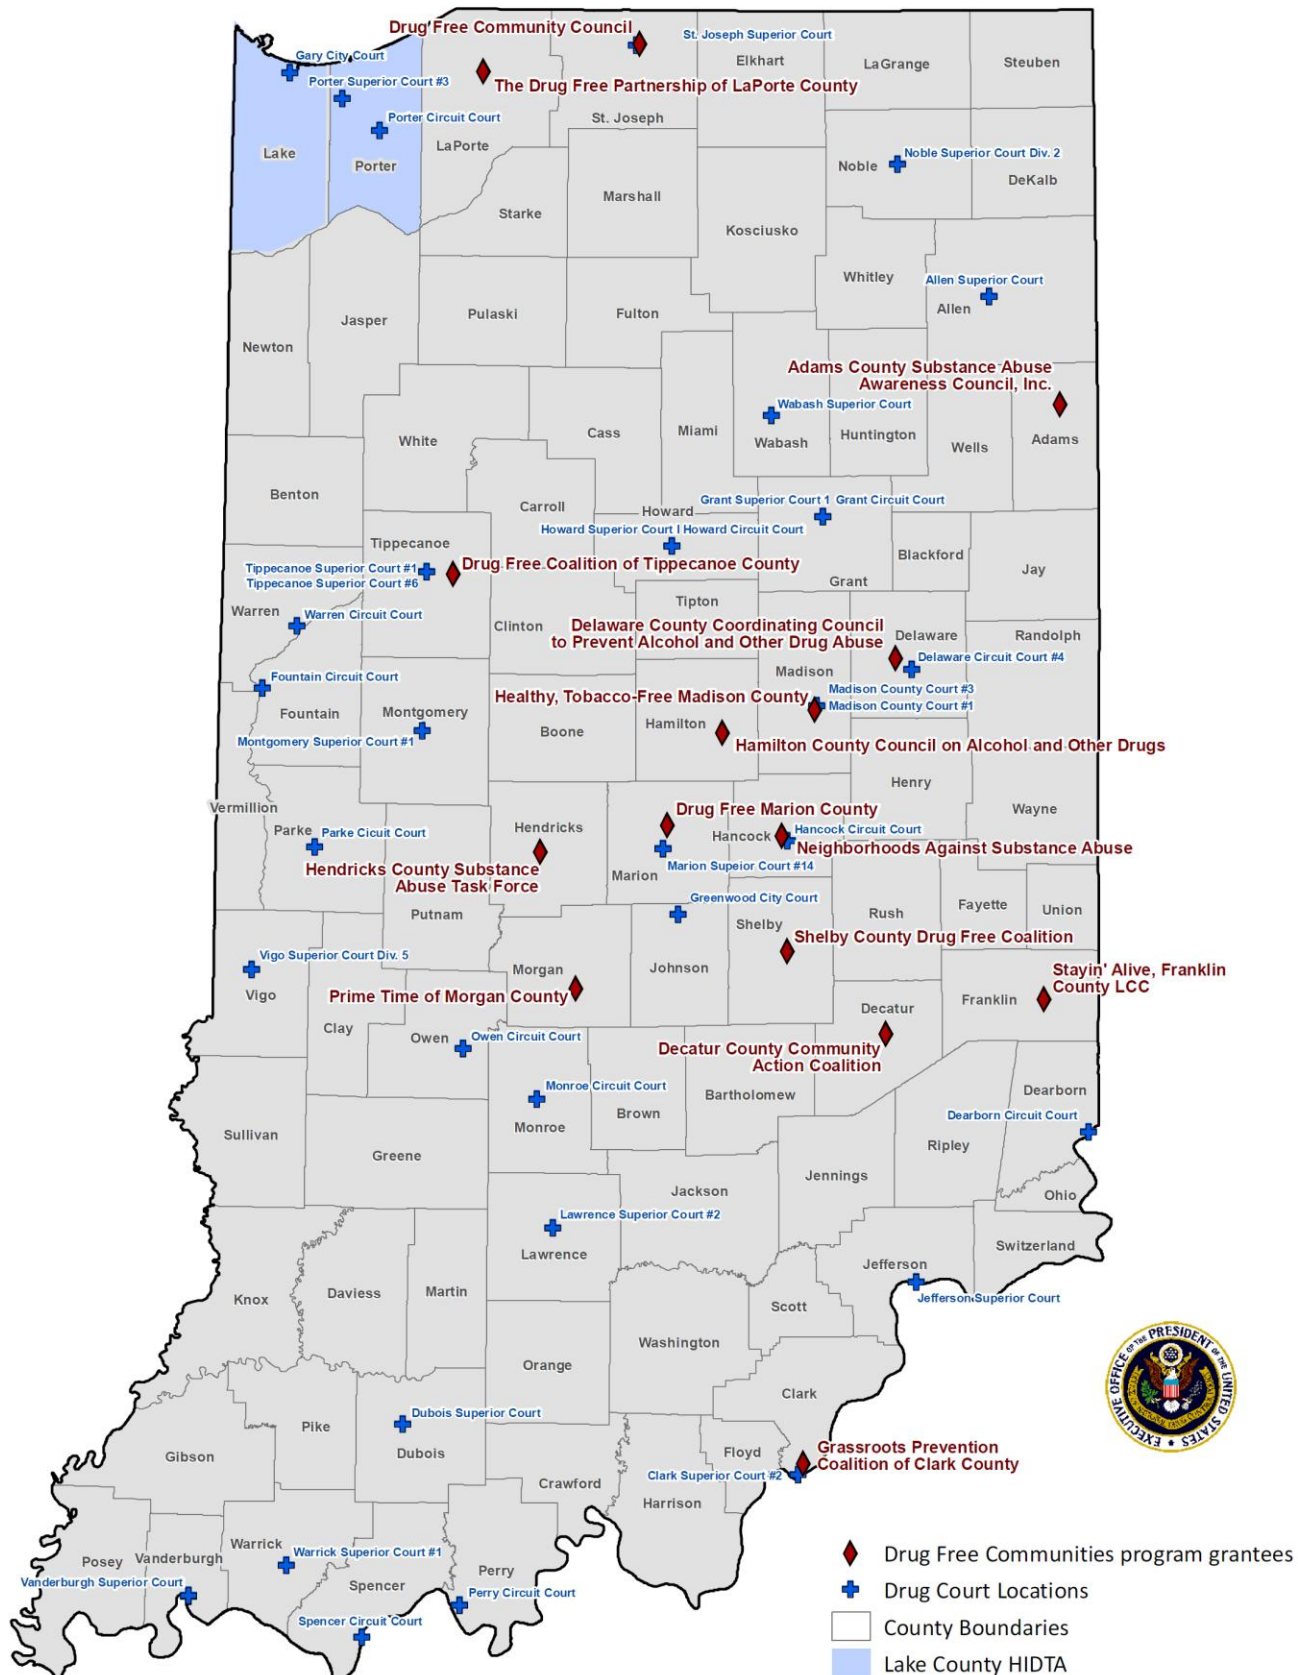 Drug Free Community Council
St. Joseph Superior Court
Gary City Court
Elkhart
LaGrange
Steuben
Porter Superior Court #3
The Drug Free Partnership of LaPorte County
Porter Circuit Court
St. Joseph
LaPorte
Lake
Porter
Noble Superior Court Div. 2
Noble
DeKalb
Marshall
Starke
Kosciusko
Whitley
Allen Superior Court
Allen
Pulaski
Fulton
Jasper
Newton
Adams County Substance Abuse
Awareness Council, Inc.
Wabash Superior Court
White
Cass
Miami
Wabash
Huntington
Wells
Adams
Benton
Carroll
Grant Superior Court 1 Grant Circuit Court
Howard
Howard Superior Court I Howard Circuit Court
Tippecanoe
Blackford
Tippecanoe Superior Court #1
Drug Free Coalition of Tippecanoe County
Jay
Tippecanoe Superior Court #6
Grant
Tipton
Warren
Warren Circuit Court
Clinton
Delaware County Coordinating Council
to Prevent Alcohol and Other Drug Abuse
Delaware
Randolph
Delaware Circuit Court #4
Madison
Fountain Circuit Court
Madison County Court #3
Healthy, Tobacco-Free Madison County
Madison County Court #1
Fountain
Montgomery
Boone
Hamilton
Montgomery Superior Court #1
Hamilton County Council on Alcohol and Other Drugs
Henry
Vermillion
Drug Free Marion County
Wayne
Parke
Parke Cicuit Court
Hendricks
Hancock
Hancock Circuit Court
Neighborhoods Against Substance Abuse
Hendricks County Substance
Abuse Task Force
Marion
Marion Supeior Court #14
Greenwood City Court
Putnam
Shelby
Rush
Fayette
Union
Shelby County Drug Free Coalition
Vigo Superior Court Div. 5
Vigo
Morgan
Johnson
Stayin' Alive, Franklin
County LCC
Prime Time of Morgan County
Franklin
Decatur
Clay
Owen
Owen Circuit Court
Decatur County Community
Action Coalition
Monroe Circuit Court
Bartholomew
Dearborn
Brown
Dearborn Circuit Court
Monroe
Sullivan
Greene
Ripley
Jennings
Jackson
Ohio
Lawrence Superior Court #2
Lawrence
Switzerland
Jefferson
Knox
Daviess
Martin
Scott
Jefferson Superior Court
Washington
Orange
Clark
Dubois Superior Court
Pike
Dubois
Gibson
Floyd
Grassroots Prevention
Coalition of Clark County
Clark Superior Court #2
Crawford
Harrison
Warrick
Warrick Superior Court #1
Posey
Vanderburgh
Perry
Vanderburgh Superior Court
Spencer
Perry Circuit Court
Spencer Circuit Court
EXECUTIVE OFFICE OF THE PRESIDENT OF THE UNITED STATES
Drug Free Communities program grantees
Drug Court Locations
County Boundaries
Lake County HIDTA